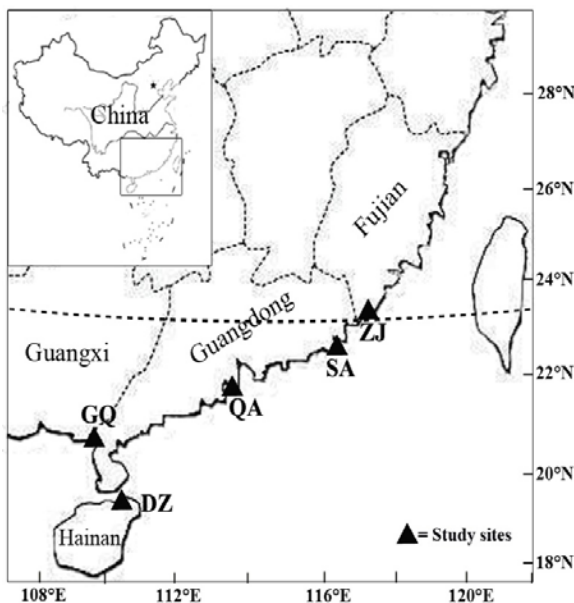 China
28°N
26°N
Fujian
24°N
Guangdong
ZJ
Guangxi
SA
22°N
QA
GQ
20°N
DZ
Hainan
▲= Study sites
18°N
108°E 112°E 116°E 120°E